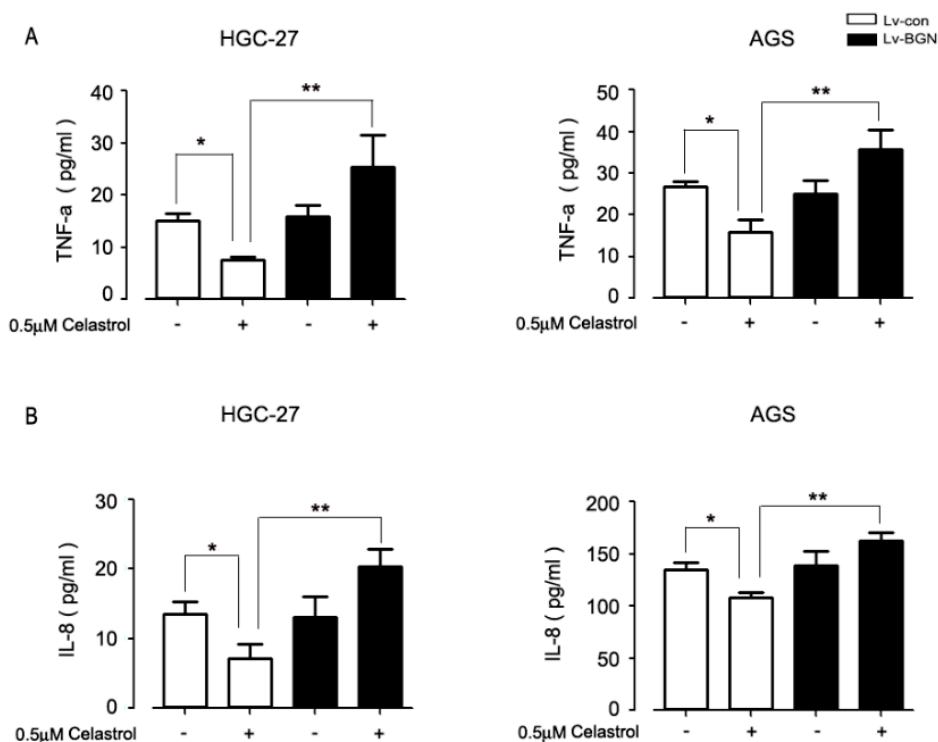 A
HGC-27
AGS
Lv-con
Lv-BGN
TNF-a ( pg/ml )
40
30
20
10
0
*
**
0.5μM Celastrol
- + - +
TNF-a ( pg/ml )
50
40
30
20
10
0
*
**
0.5μM Celastrol
- + - +
B
HGC-27
AGS
IL-8 ( pg/ml )
30
20
10
0
*
**
0.5μM Celastrol
- + - +
IL-8 ( pg/ml )
200
150
100
50
0
*
**
0.5μM Celastrol
- + - +